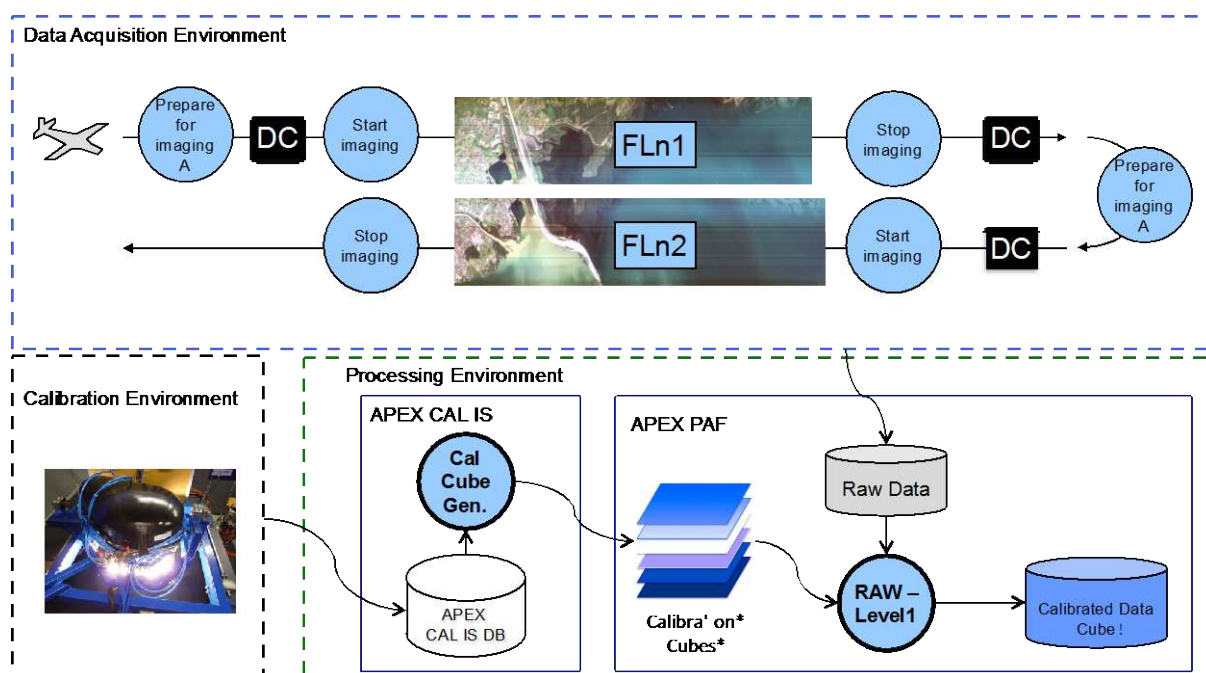 Data Acquisition Environment
Prepare
for
imaging
A
DC
Start
imaging
FLn1
Stop
imaging
DC
Prepare
for
imaging
A
Stop
imaging
FLn2
Start
imaging
DC
Calibration Environment
Processing Environment
APEX CAL IS
Cal
Cube
Gen.
APEX
CAL IS DB
APEX PAF
Raw Data
Calibra' on*
Cubes*
RAW –
Level1
Calibrated Data
Cube !